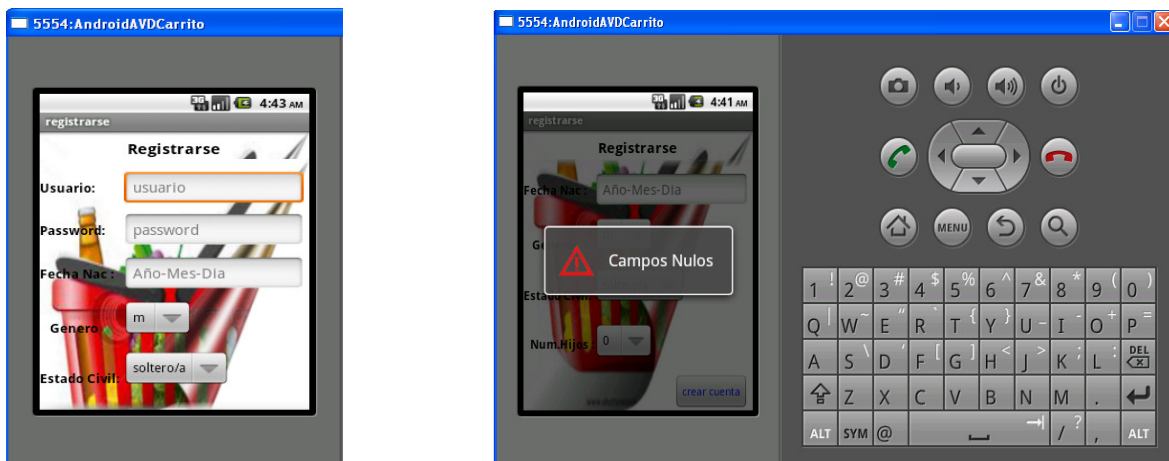 5554:AndroidAVDCarrito
3G
4:43 AM
registrarse
Registrarse
Usuario: usuario
Password: password
Fecha Nac : Año-Mes-Dia
Genero m
Estado Civil: soltero/a
5554:AndroidAVDCarrito
3G
4:41 AM
registrarse
Registrarse
Fecha Nac : Año-Mes-Dia
Campos Nulos
Num.Hijos : 0
crear cuenta
MENU
1 ! 2 @ 3 # 4 $ 5 % 6 ^ 7 & 8 * 9 ( 0 )
Q | W ~ E " R ` T { Y } U - I - O + P =
A S \ D ' F [ G ] H < J > K ; L : DEL
Z X C V B N M .
ALT SYM @ / ? , ALT